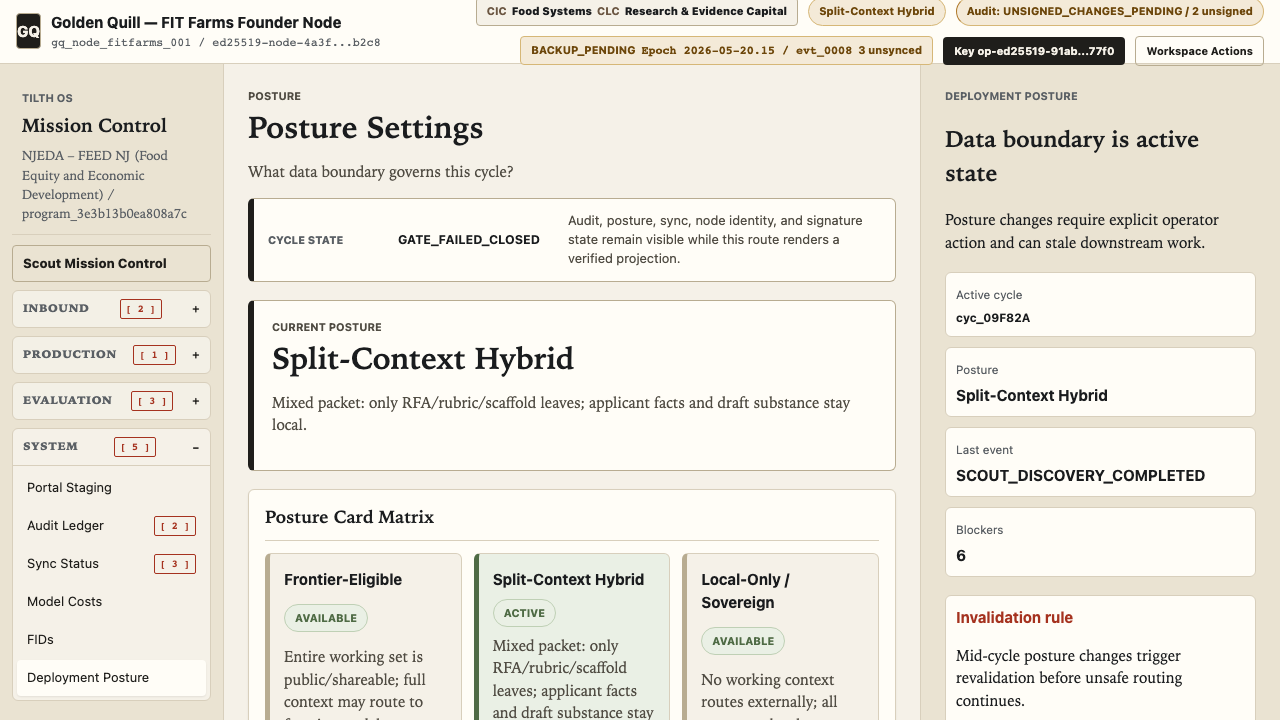 GQ
Golden Quill — FIT Farms Founder Node
gq_node_fitfarms_001 / ed25519-node-4a3f...b2c8
CIC Food Systems CLC Research & Evidence Capital
Split-Context Hybrid
Audit: UNSIGNED_CHANGES_PENDING / 2 unsigned
BACKUP_PENDING Epoch 2026-05-20.15 / evt_0008 3 unsynced
Key op-ed25519-91ab...77f0
Workspace Actions
TILTH OS
Mission Control
NJEDA – FEED NJ (Food
Equity and Economic
Development) /
program_3e3b13b0ea808a7c
Scout Mission Control
INBOUND [ 2 ] +
PRODUCTION [ 1 ] +
EVALUATION [ 3 ] +
SYSTEM [ 5 ] –
Portal Staging
Audit Ledger [ 2 ]
Sync Status [ 3 ]
Model Costs
FIDs
Deployment Posture
POSTURE
Posture Settings
What data boundary governs this cycle?
CYCLE STATE
GATE_FAILED_CLOSED
Audit, posture, sync, node identity, and signature
state remain visible while this route renders a
verified projection.
CURRENT POSTURE
Split-Context Hybrid
Mixed packet: only RFA/rubric/scaffold leaves; applicant facts and draft substance stay
local.
Posture Card Matrix
Frontier-Eligible
AVAILABLE
Entire working set is
public/shareable; full
context may route to
Split-Context Hybrid
ACTIVE
Mixed packet: only
RFA/rubric/scaffold
leaves; applicant facts
and draft substance stay
Local-Only /
Sovereign
AVAILABLE
No working context
routes externally; all
DEPLOYMENT POSTURE
Data boundary is active
state
Posture changes require explicit operator
action and can stale downstream work.
Active cycle
cyc_09F82A
Posture
Split-Context Hybrid
Last event
SCOUT_DISCOVERY_COMPLETED
Blockers
6
Invalidation rule
Mid-cycle posture changes trigger
revalidation before unsafe routing
continues.